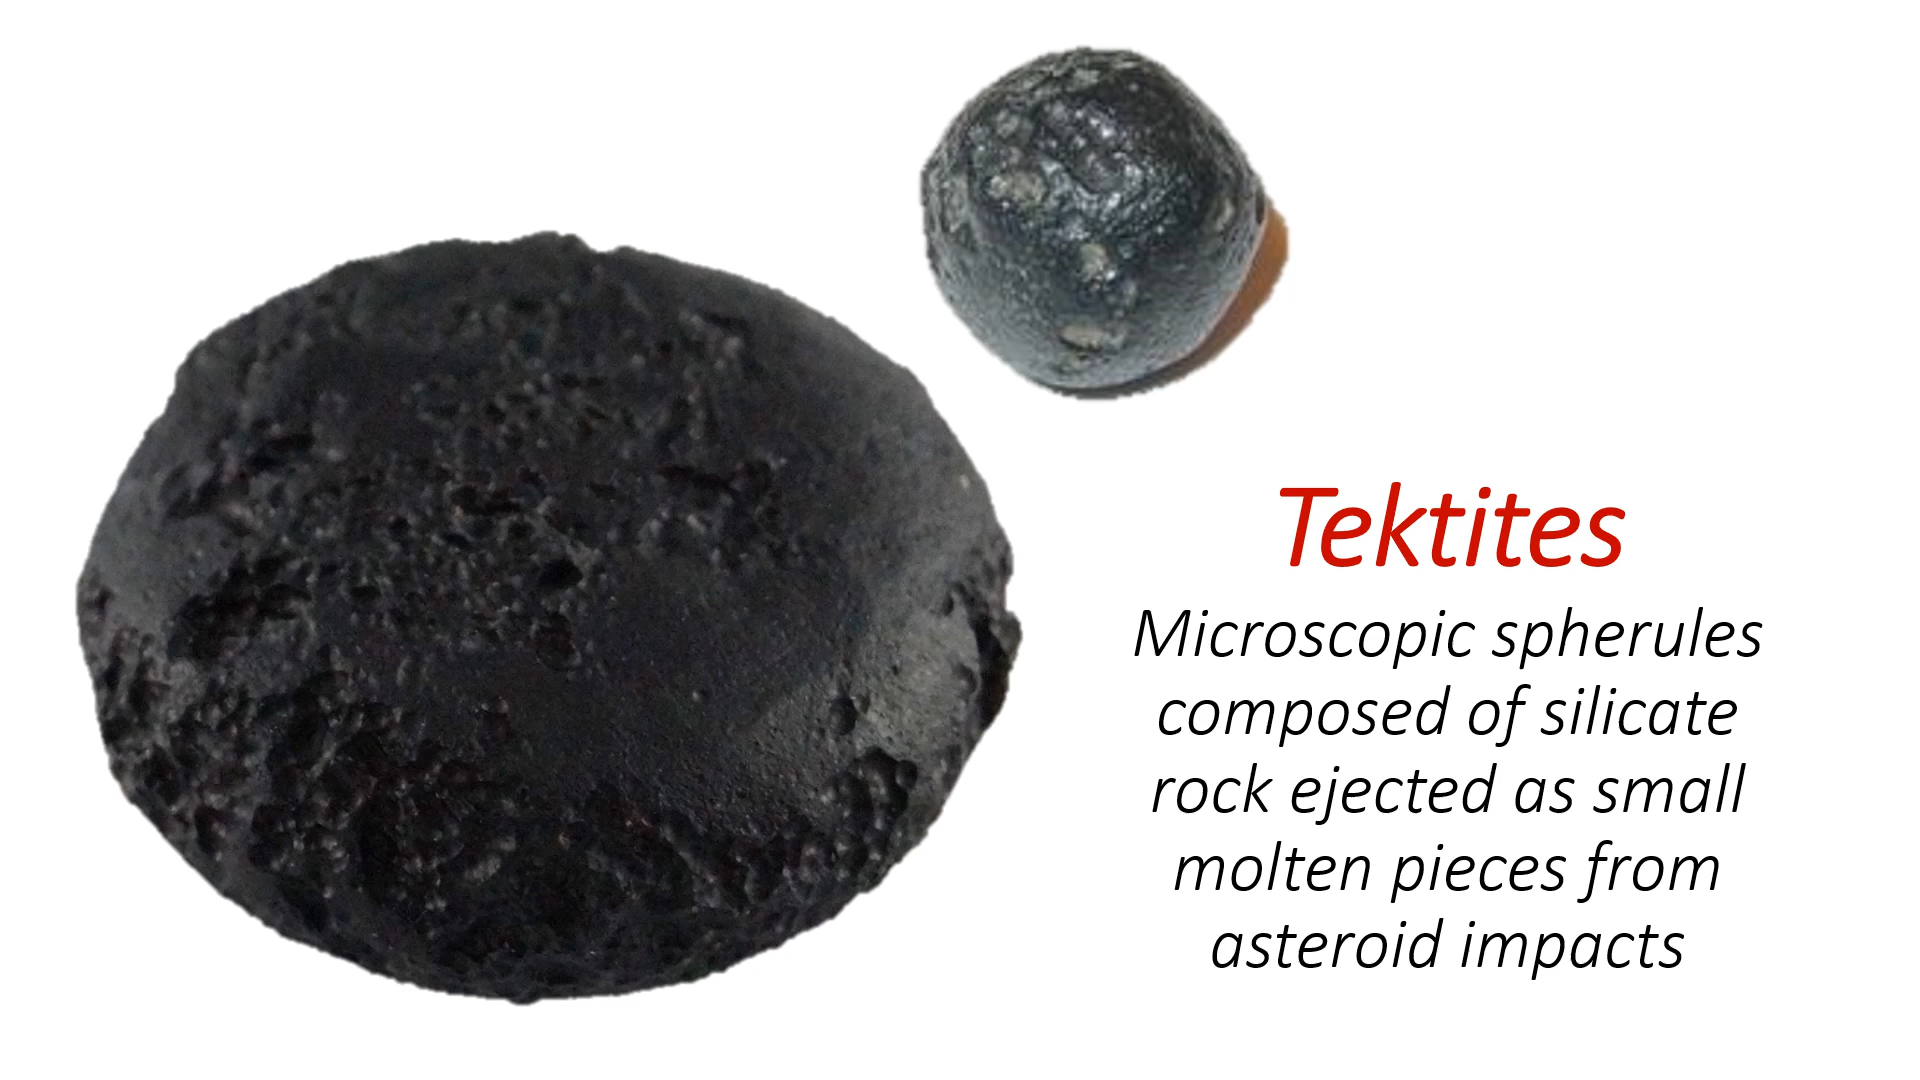 Tektites
Microscopic spherules
composed of silicate
rock ejected as small
molten pieces from
asteroid impacts